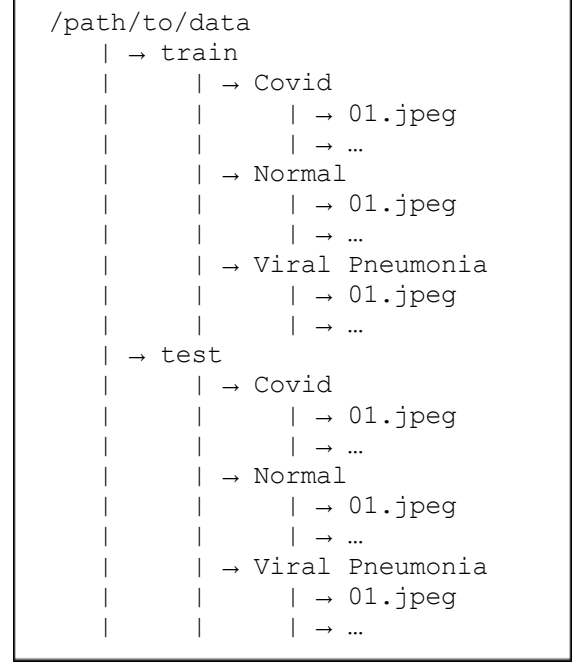 /path/to/data
| → train
| | → Covid
| | | → 01.jpeg
| | | → …
| | → Normal
| | | → 01.jpeg
| | | → …
| | → Viral Pneumonia
| | | → 01.jpeg
| | | → …
| → test
| | → Covid
| | | → 01.jpeg
| | | → …
| | → Normal
| | | → 01.jpeg
| | | → …
| | → Viral Pneumonia
| | | → 01.jpeg
| | | → …